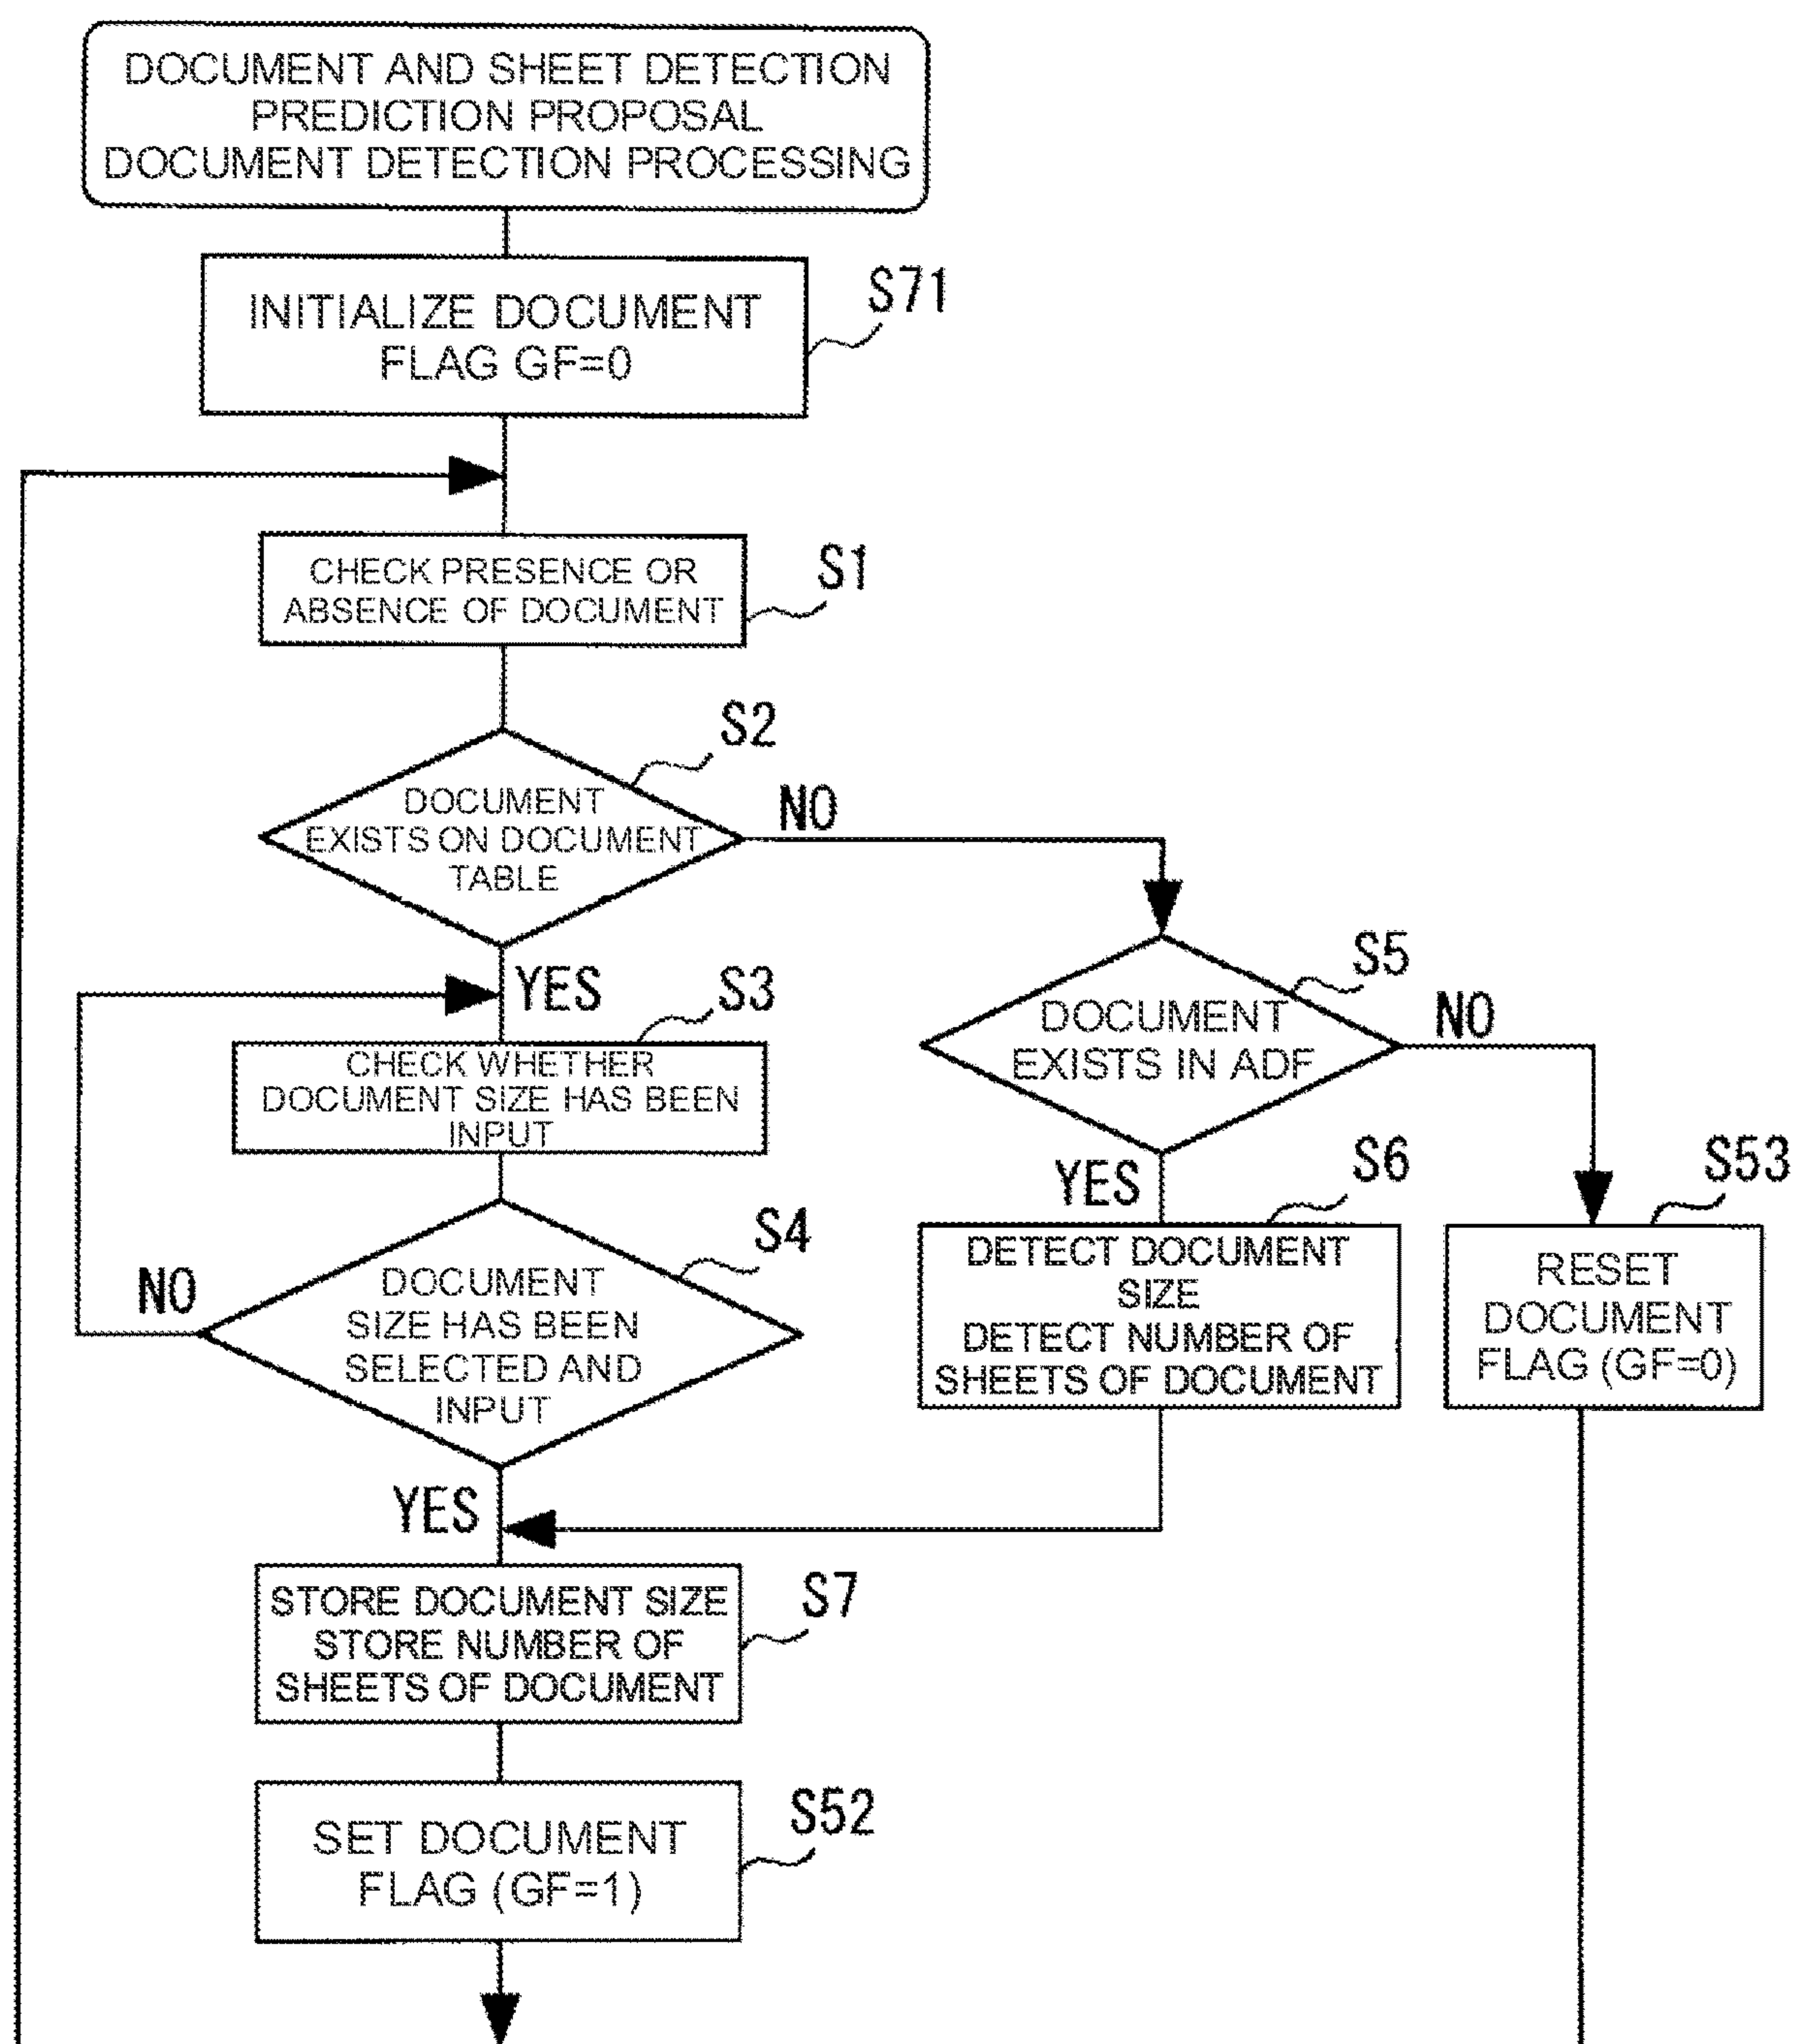 DOCUMENT AND SHEET DETECTION
PREDICTION PROPOSAL
DOCUMENT DETECTION PROCESSING
INITIALIZE DOCUMENT
FLAG GF=0
S71
CHECK PRESENCE OR
ABSENCE OF DOCUMENT
S1
S2
DOCUMENT
EXISTS ON DOCUMENT
TABLE
NO
YES
S3
CHECK WHETHER
DOCUMENT SIZE HAS BEEN
INPUT
S5
DOCUMENT
EXISTS IN ADF
NO
YES
S4
DOCUMENT
SIZE HAS BEEN
SELECTED AND
INPUT
NO
YES
S6
DETECT DOCUMENT
SIZE
DETECT NUMBER OF
SHEETS OF DOCUMENT
S53
RESET
DOCUMENT
FLAG (GF=0)
STORE DOCUMENT SIZE
STORE NUMBER OF
SHEETS OF DOCUMENT
S7
SET DOCUMENT
FLAG (GF=1)
S52